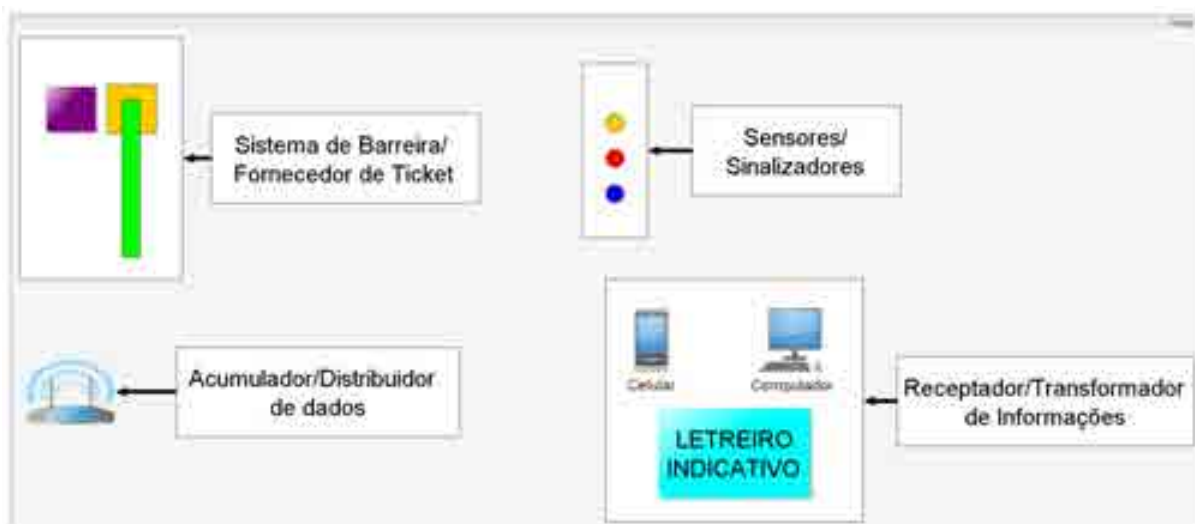 Sistema de Barreira/
Fornecedor de Ticket
Sensores/
Sinalizadores
Acumulador/Distribuidor
de dados
Celular
Computador
LETREIRO
INDICATIVO
Receptador/Transformador
de Informações